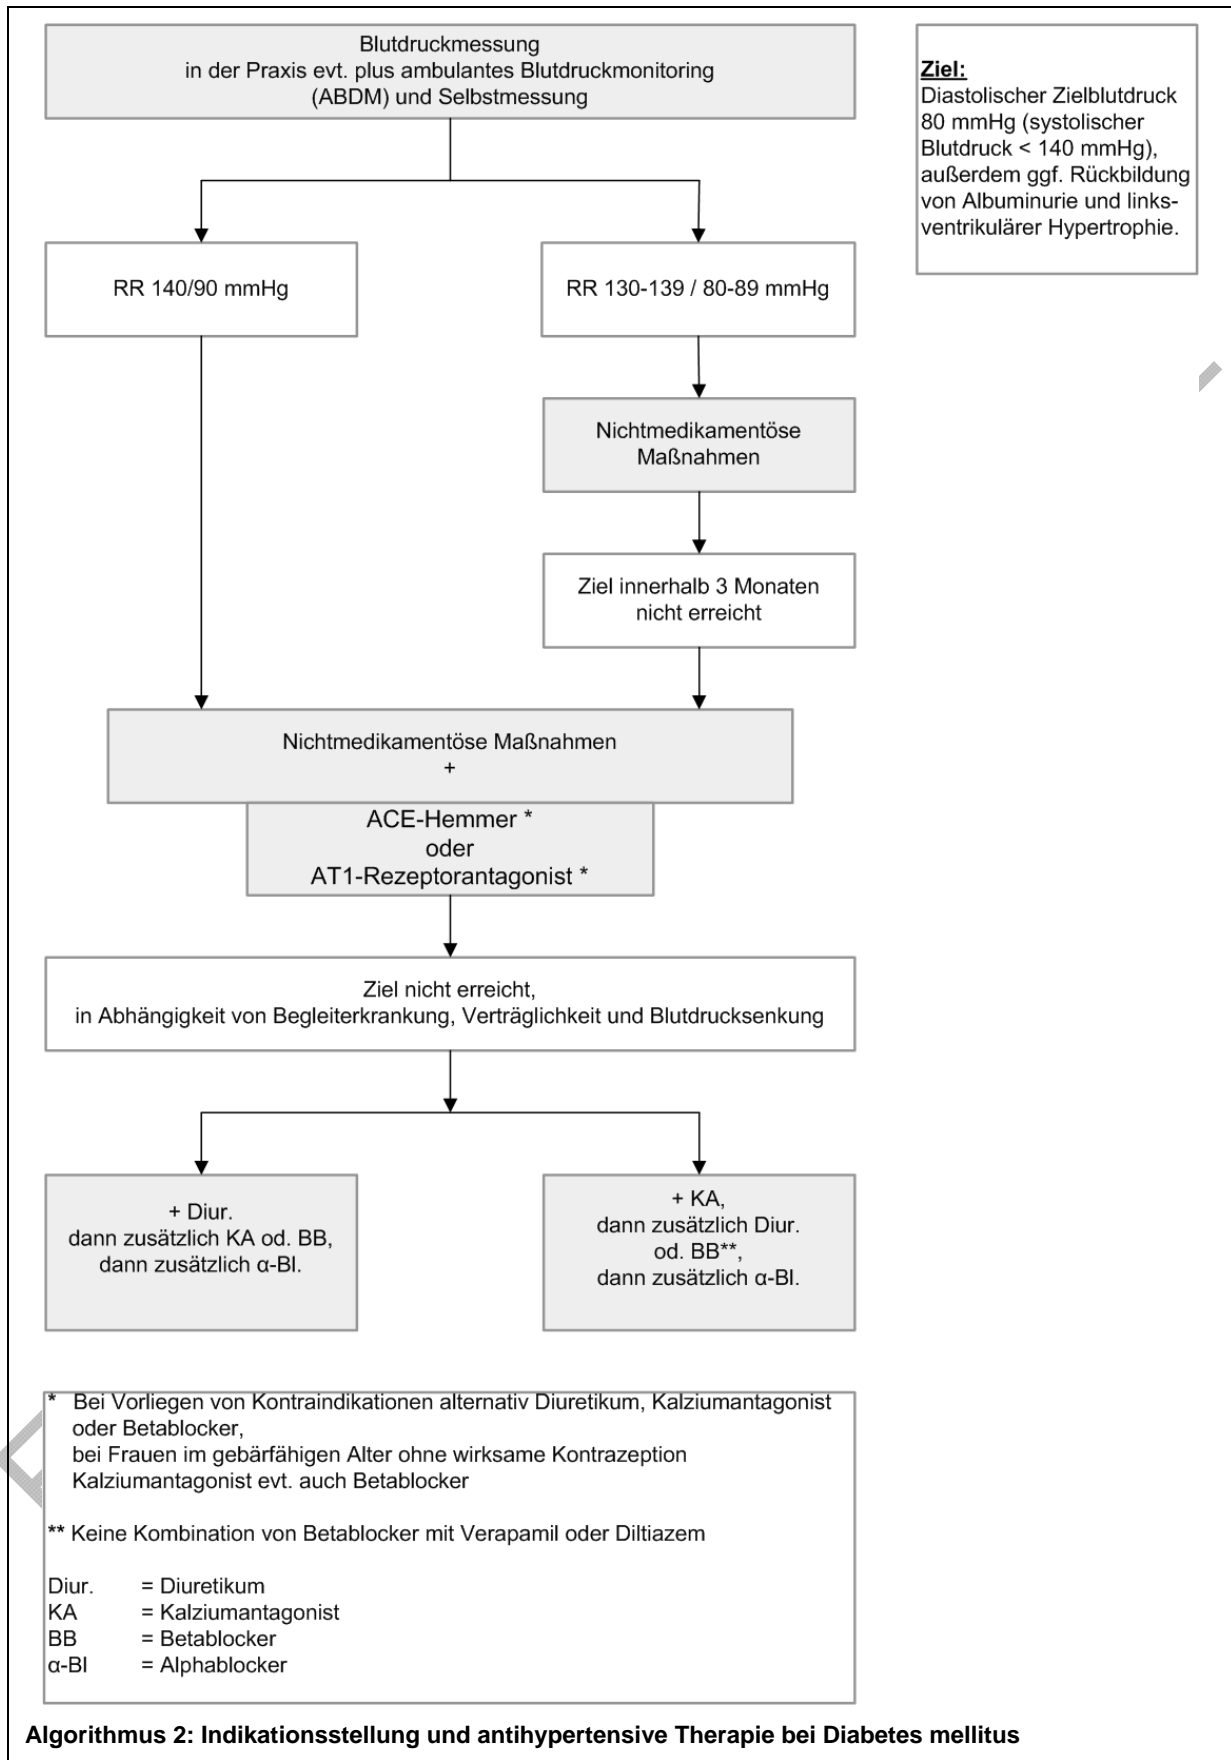 Blutdruckmessung
in der Praxis evt. plus ambulantes Blutdruckmonitoring
(ABDM) und Selbstmessung
Ziel:
Diastolischer Zielblutdruck
80 mmHg (systolischer
Blutdruck < 140 mmHg),
außerdem ggf. Rückbildung
von Albuminurie und links-
ventrikulärer Hypertrophie.
RR 140/90 mmHg
RR 130-139 / 80-89 mmHg
Nichtmedikamentöse
Maßnahmen
Ziel innerhalb 3 Monaten
nicht erreicht
Nichtmedikamentöse Maßnahmen
+
ACE-Hemmer *
oder
AT1-Rezeptorantagonist *
Ziel nicht erreicht,
in Abhängigkeit von Begleiterkrankung, Verträglichkeit und Blutdrucksenkung
+ Diur.
dann zusätzlich KA od. BB,
dann zusätzlich α-Bl.
+ KA,
dann zusätzlich Diur.
od. BB**,
dann zusätzlich α-Bl.
* Bei Vorliegen von Kontraindikationen alternativ Diuretikum, Kalziumantagonist
oder Betablocker,
bei Frauen im gebärfähigen Alter ohne wirksame Kontrazeption
Kalziumantagonist evt. auch Betablocker
** Keine Kombination von Betablocker mit Verapamil oder Diltiazem
Diur. = Diuretikum
KA = Kalziumantagonist
BB = Betablocker
α-Bl = Alphablocker
Algorithmus 2: Indikationsstellung und antihypertensive Therapie bei Diabetes mellitus